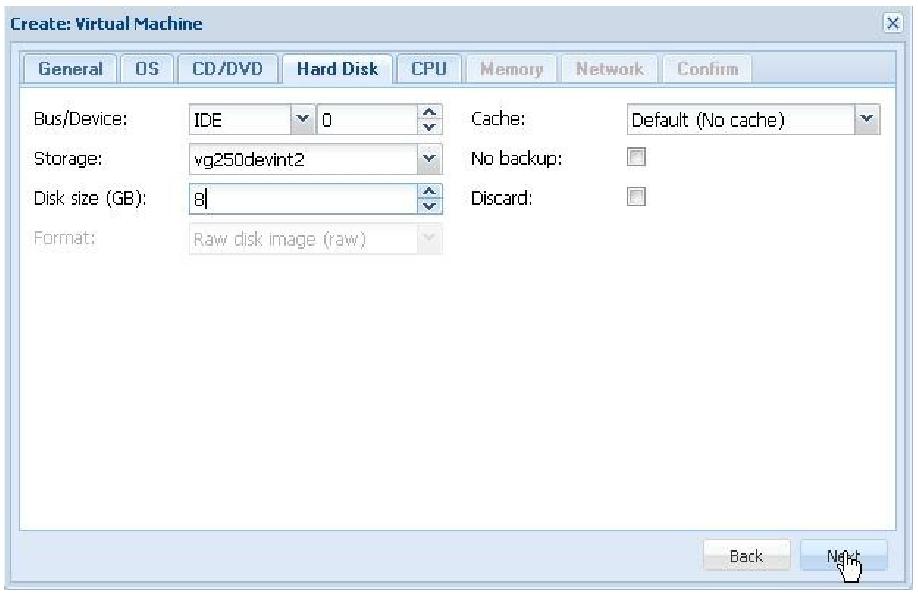 Create: Virtual Machine
General OS CD/DVD Hard Disk CPU Memory Network Confirm
Bus/Device: IDE 0 Cache: Default (No cache)
Storage: vg250devint2 No backup:
Disk size (GB): 8 Discard:
Format: Raw disk image (raw)
Back Next